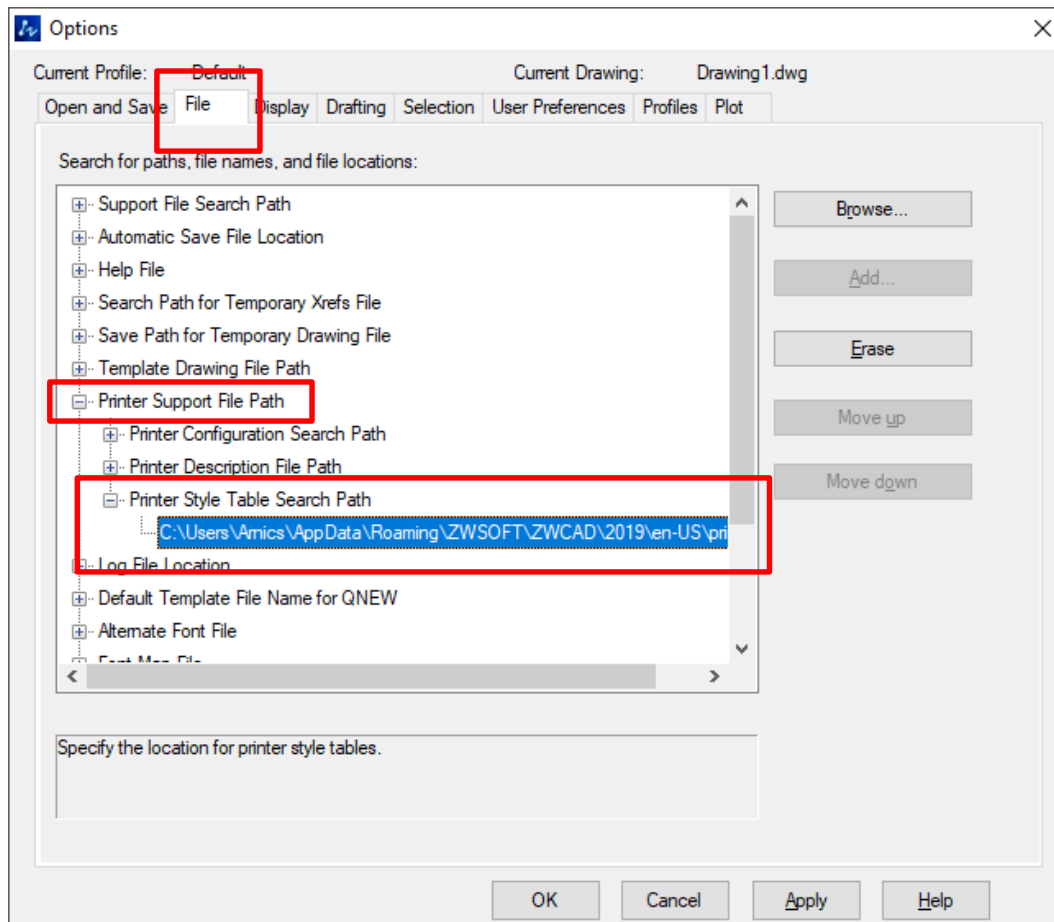 Options
Current Profile: Default Current Drawing: Drawing1.dwg
Open and Save File Display Drafting Selection User Preferences Profiles Plot
Search for paths, file names, and file locations:
Support File Search Path
Automatic Save File Location
Help File
Search Path for Temporary Xrefs File
Save Path for Temporary Drawing File
Template Drawing File Path
Printer Support File Path
Printer Configuration Search Path
Printer Description File Path
Printer Style Table Search Path
C:\Users\Arnics\AppData\Roaming\ZWSOFT\ZWCAD\2019\en-US\pri
Log File Location
Default Template File Name for QNEW
Alternate Font File
Font Map File
Browse...
Add...
Erase
Move up
Move down
Specify the location for printer style tables.
OK Cancel Apply Help